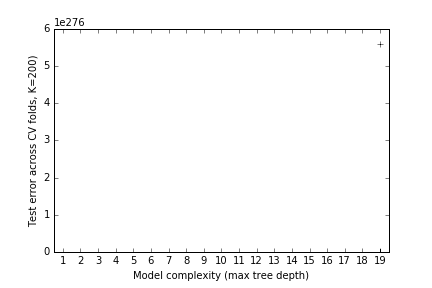 1e276
6
5
4
3
2
1
0
Test error across CV folds, K=200)
1 2 3 4 5 6 7 8 9 10 11 12 13 14 15 16 17 18 19
Model complexity (max tree depth)